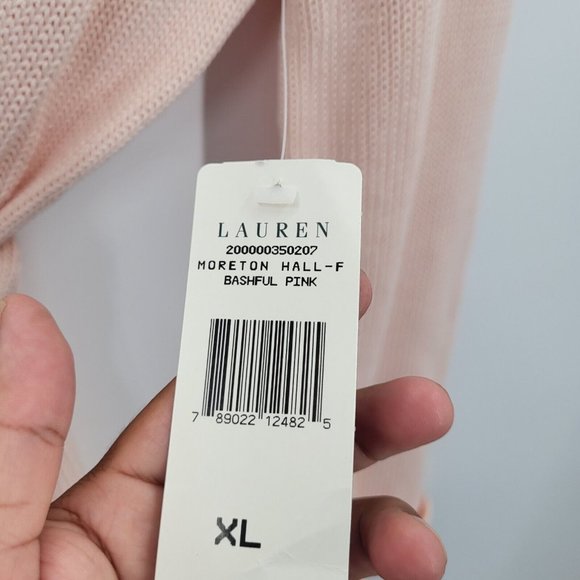 LAUREN
200000350207
MORETON HALL-F
BASHFUL PINK
7 89022 12482 5
XL